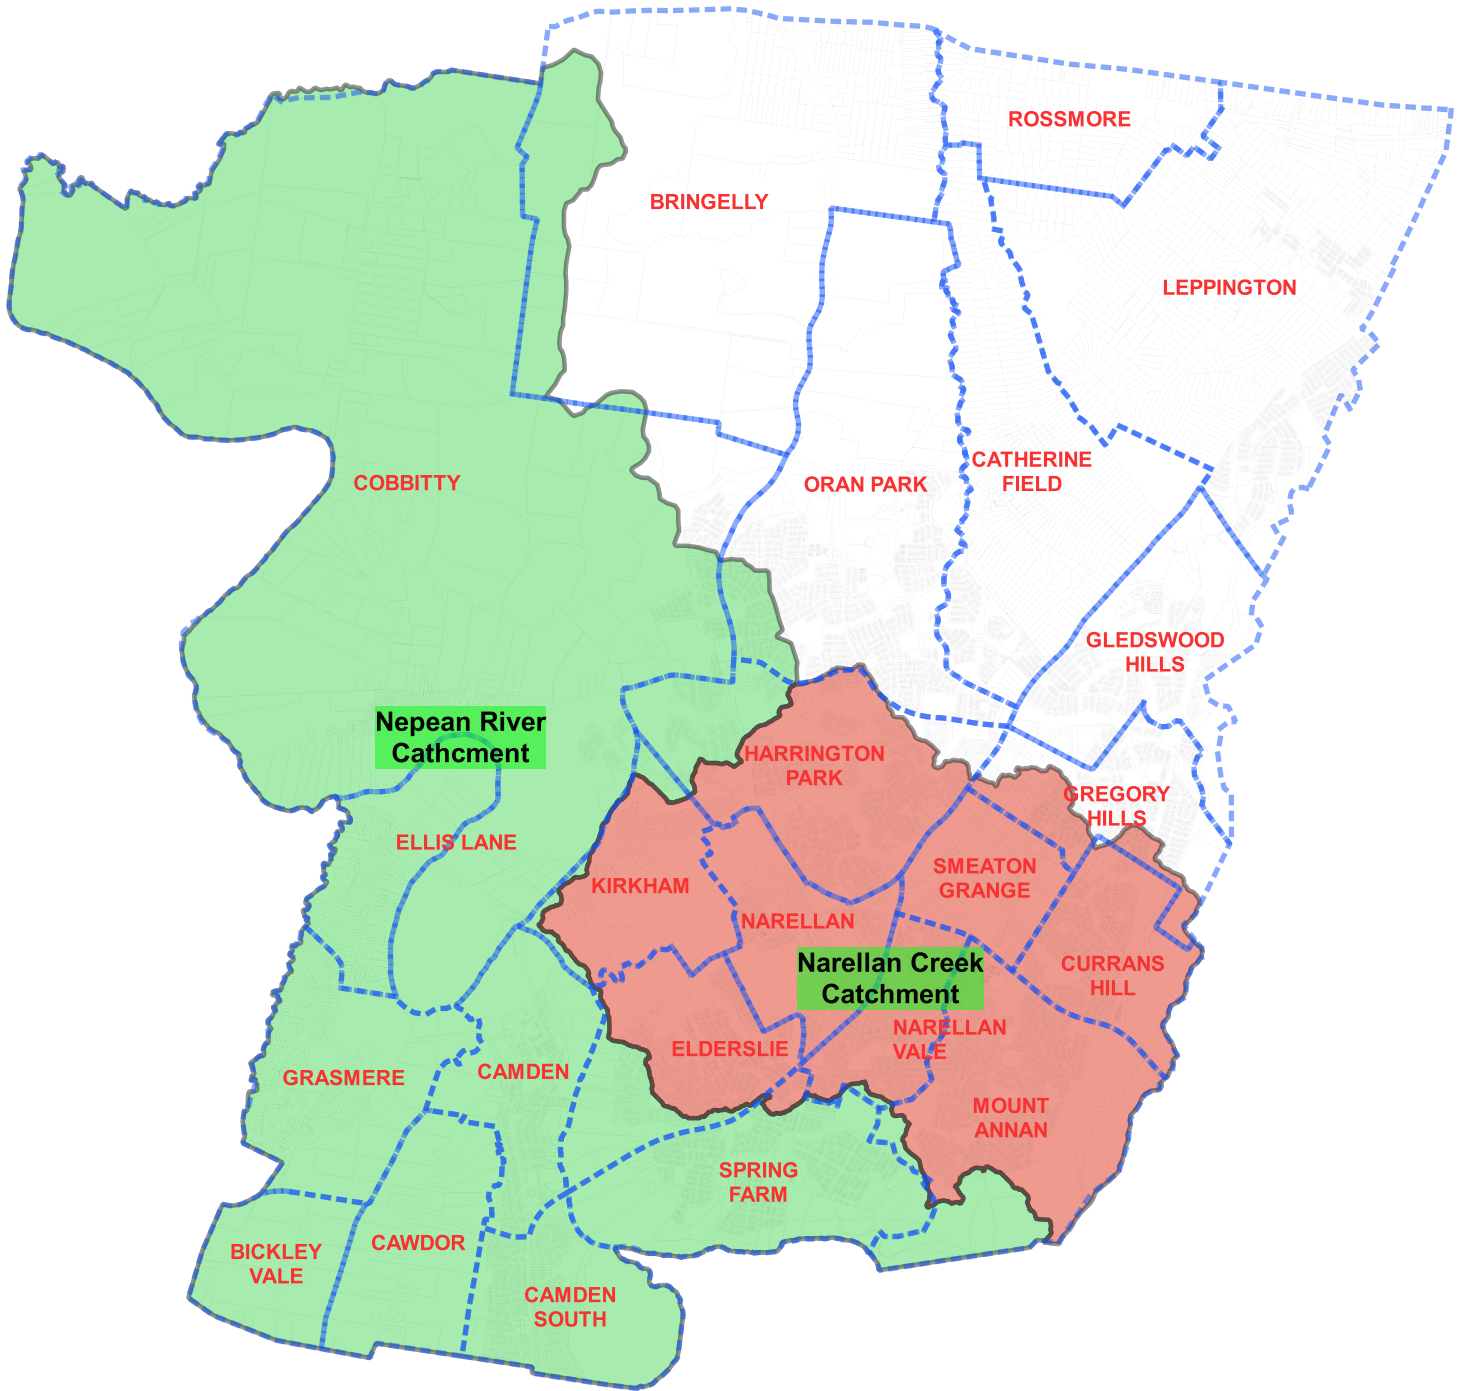 ROSSMORE
BRINGELLY
LEPPINGTON
COBBITTY
ORAN PARK
CATHERINE
FIELD
GLEDSWOOD
HILLS
Nepean River
Cathcment
HARRINGTON
PARK
GREGORY
HILLS
ELLIS LANE
KIRKHAM
SMEATON
GRANGE
NARELLAN
Narellan Creek
Catchment
CURRANS
HILL
NARELLAN
VALE
ELDERSLIE
GRASMERE
CAMDEN
MOUNT
ANNAN
SPRING
FARM
BICKLEY
VALE
CAWDOR
CAMDEN
SOUTH